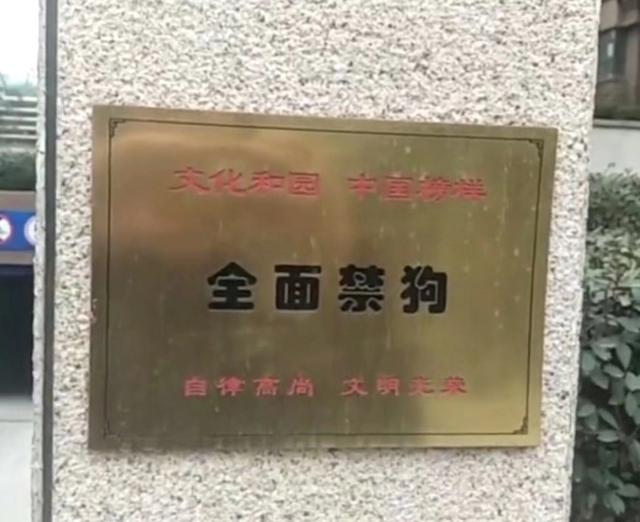 文化和园 中国榜样
全面禁狗
自律高尚 文明光荣